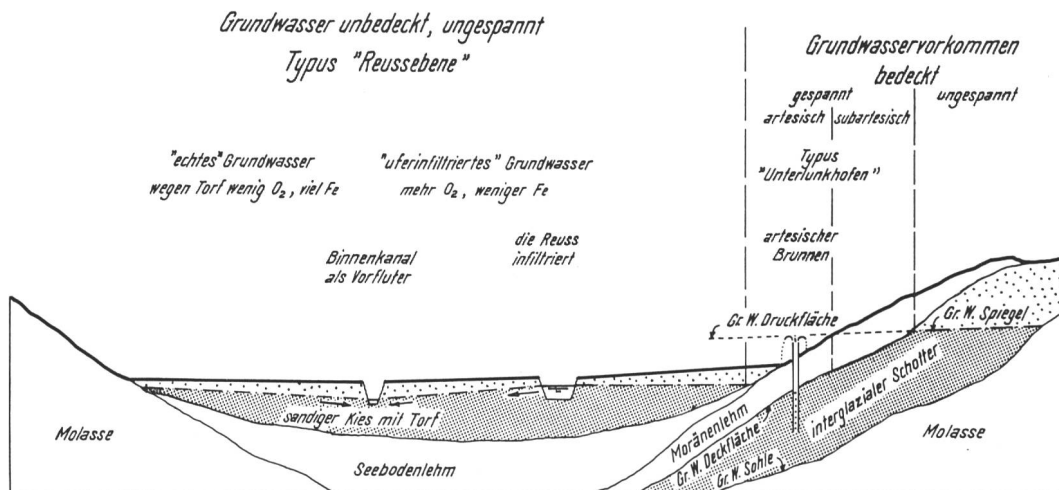 Grundwasser unbedeckt, ungespannt
Typus "Reussebene"
Grundwasservorkommen
bedeckt
gespannt
ungespannt
artesisch
subartesisch
"echtes" Grundwasser
wegen Torf wenig O2, viel Fe
"uferinfiltriertes" Grundwasser
mehr O2, weniger Fe
Typus
"Unterlunkhofen"
Binnenkanal
als Vorfluter
die Reuss
infiltriert
artesischer
Brunnen
Gr. W. Druckfläche
Gr. W. Spiegel
sandiger Kies mit Torf
Molasse
Seebodenlehm
Moränenlehm
Gr. W. Deckfläche
Gr. W. Sohle
interglazialer Schotter
Molasse